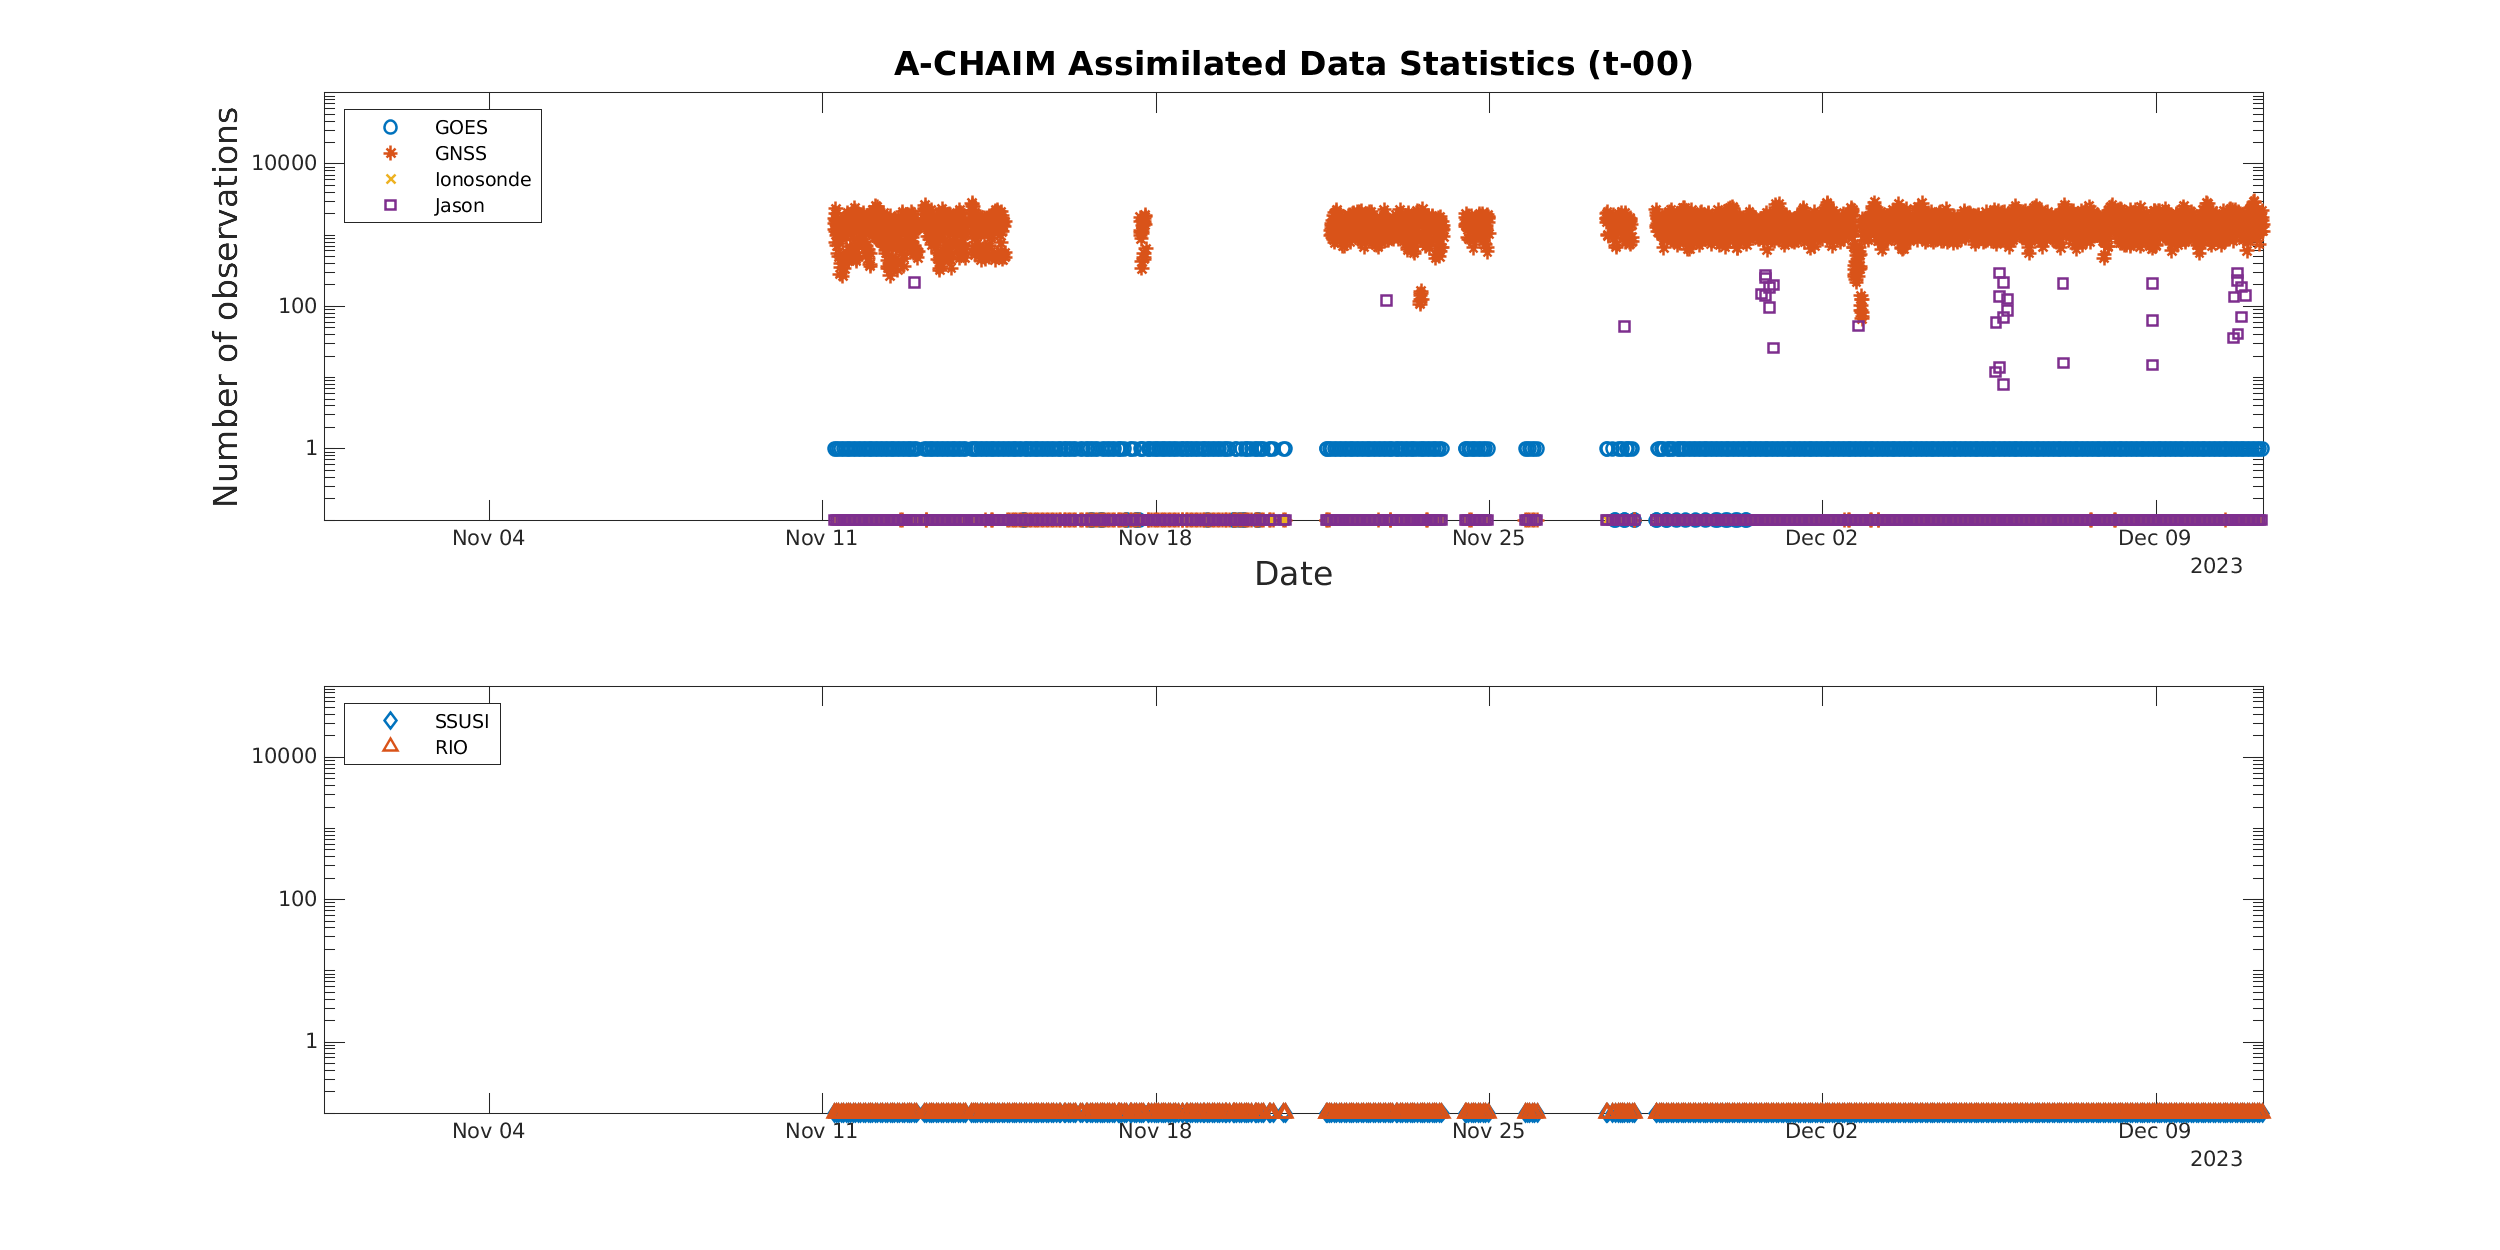 A-CHAIM Assimilated Data Statistics (t-00)
Number of observations
GOES
GNSS
Ionosonde
Jason
10000
100
1
Nov 04 Nov 11 Nov 18 Nov 25 Dec 02 Dec 09
2023
Date
SSUSI
RIO
10000
100
1
Nov 04 Nov 11 Nov 18 Nov 25 Dec 02 Dec 09
2023